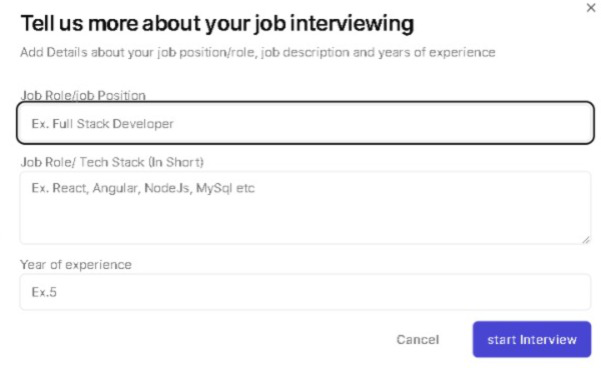 Tell us more about your job interviewing
Add Details about your job position/role, job description and years of experience
Job Role/job Position
Ex. Full Stack Developer
Job Role/ Tech Stack (In Short)
Ex. React, Angular, NodeJs, MySql etc
Year of experience
Ex.5
Cancel
start Interview